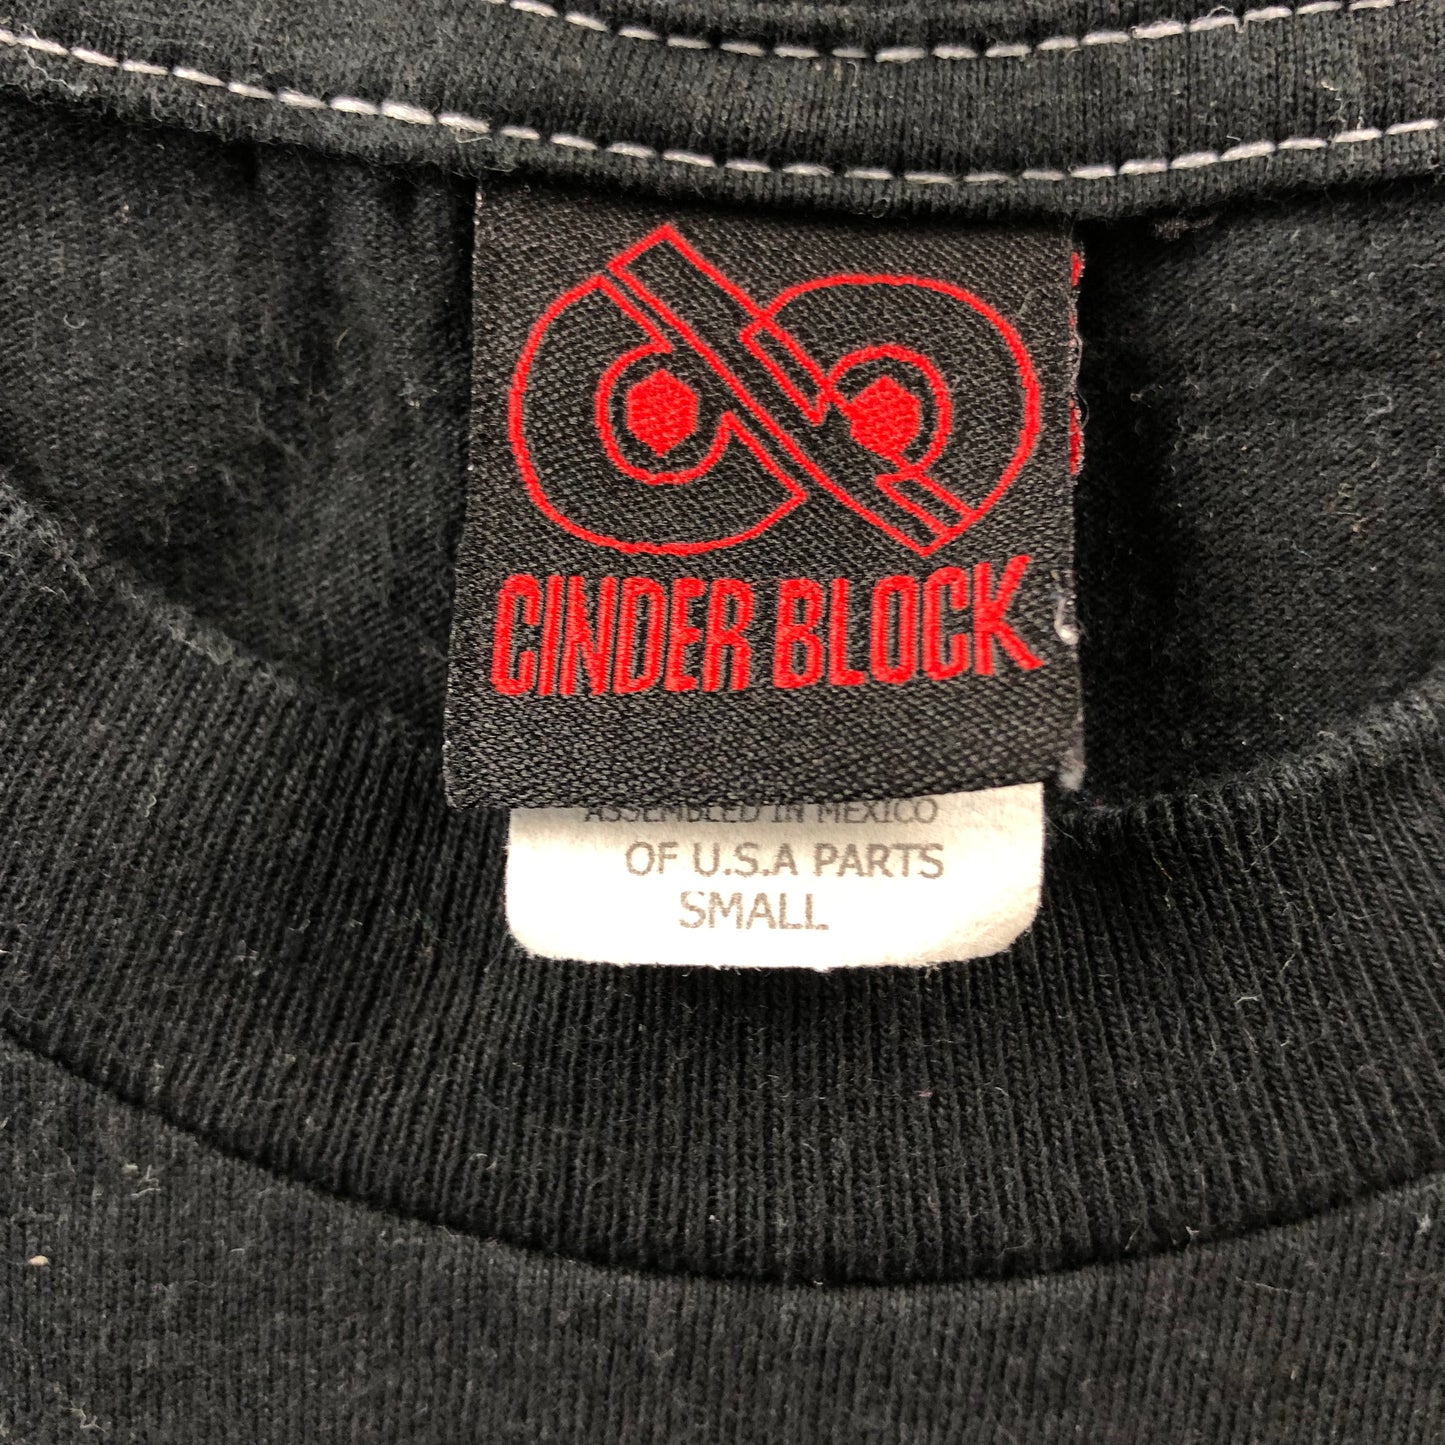 CINDER BLOCK
ASSEMBLED IN MEXICO
OF U.S.A PARTS
SMALL